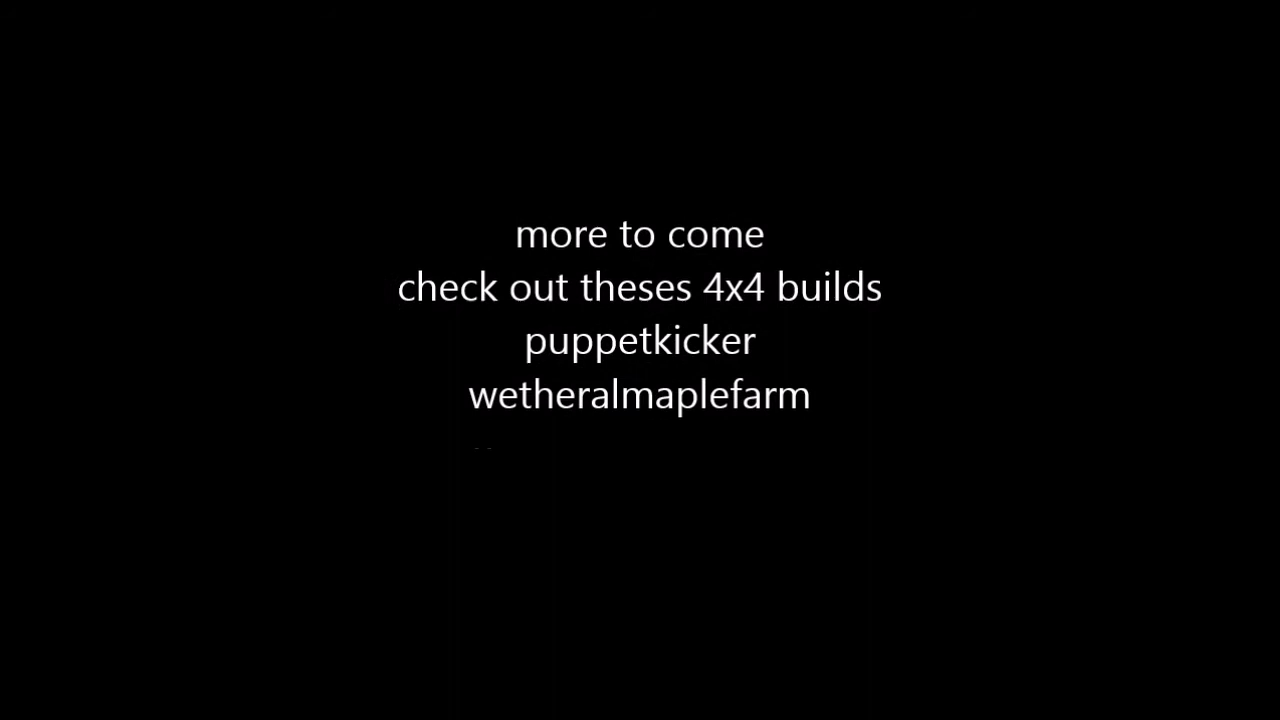 more to come
check out theses 4x4 builds
puppetkicker
wetheralmaplefarm